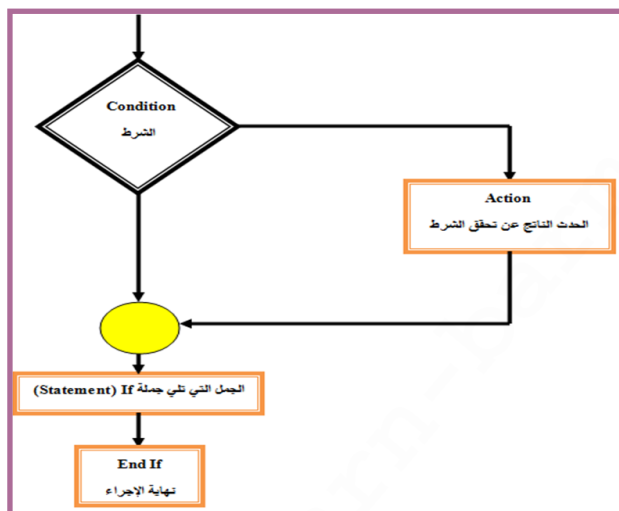 Condition
الشرط
Action
الحدث الناتج عن تحقق الشرط
الجمل التي تلي جملة If (Statement)
End If
نهاية الإجراء